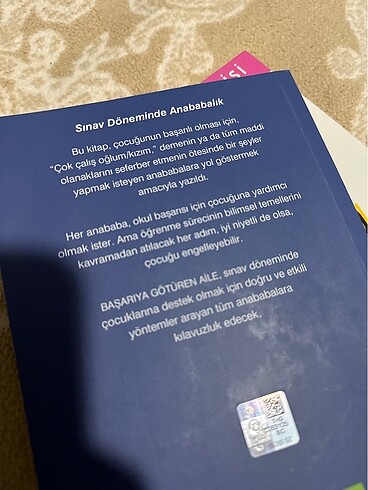 Sınav Döneminde Anababalık
Bu kitap, çocuğunun başarılı olması için,
“Çok çalış oğlum/kızım.” demenin ya da tüm maddi
olanaklarını seferber etmenin ötesinde bir şeyler
yapmak isteyen anababalara yol göstermek
amacıyla yazıldı.
Her anababa, okul başarısı için çocuğuna yardımcı
olmak ister. Ama öğrenme sürecinin bilimsel temellerini
kavramadan atılacak her adım, iyi niyetli de olsa,
çocuğu engelleyebilir.
BAŞARIYA GÖTÜREN AİLE, sınav döneminde
çocuklarına destek olmak için doğru ve etkili
yöntemler arayan tüm anababalara
kılavuzluk edecek.